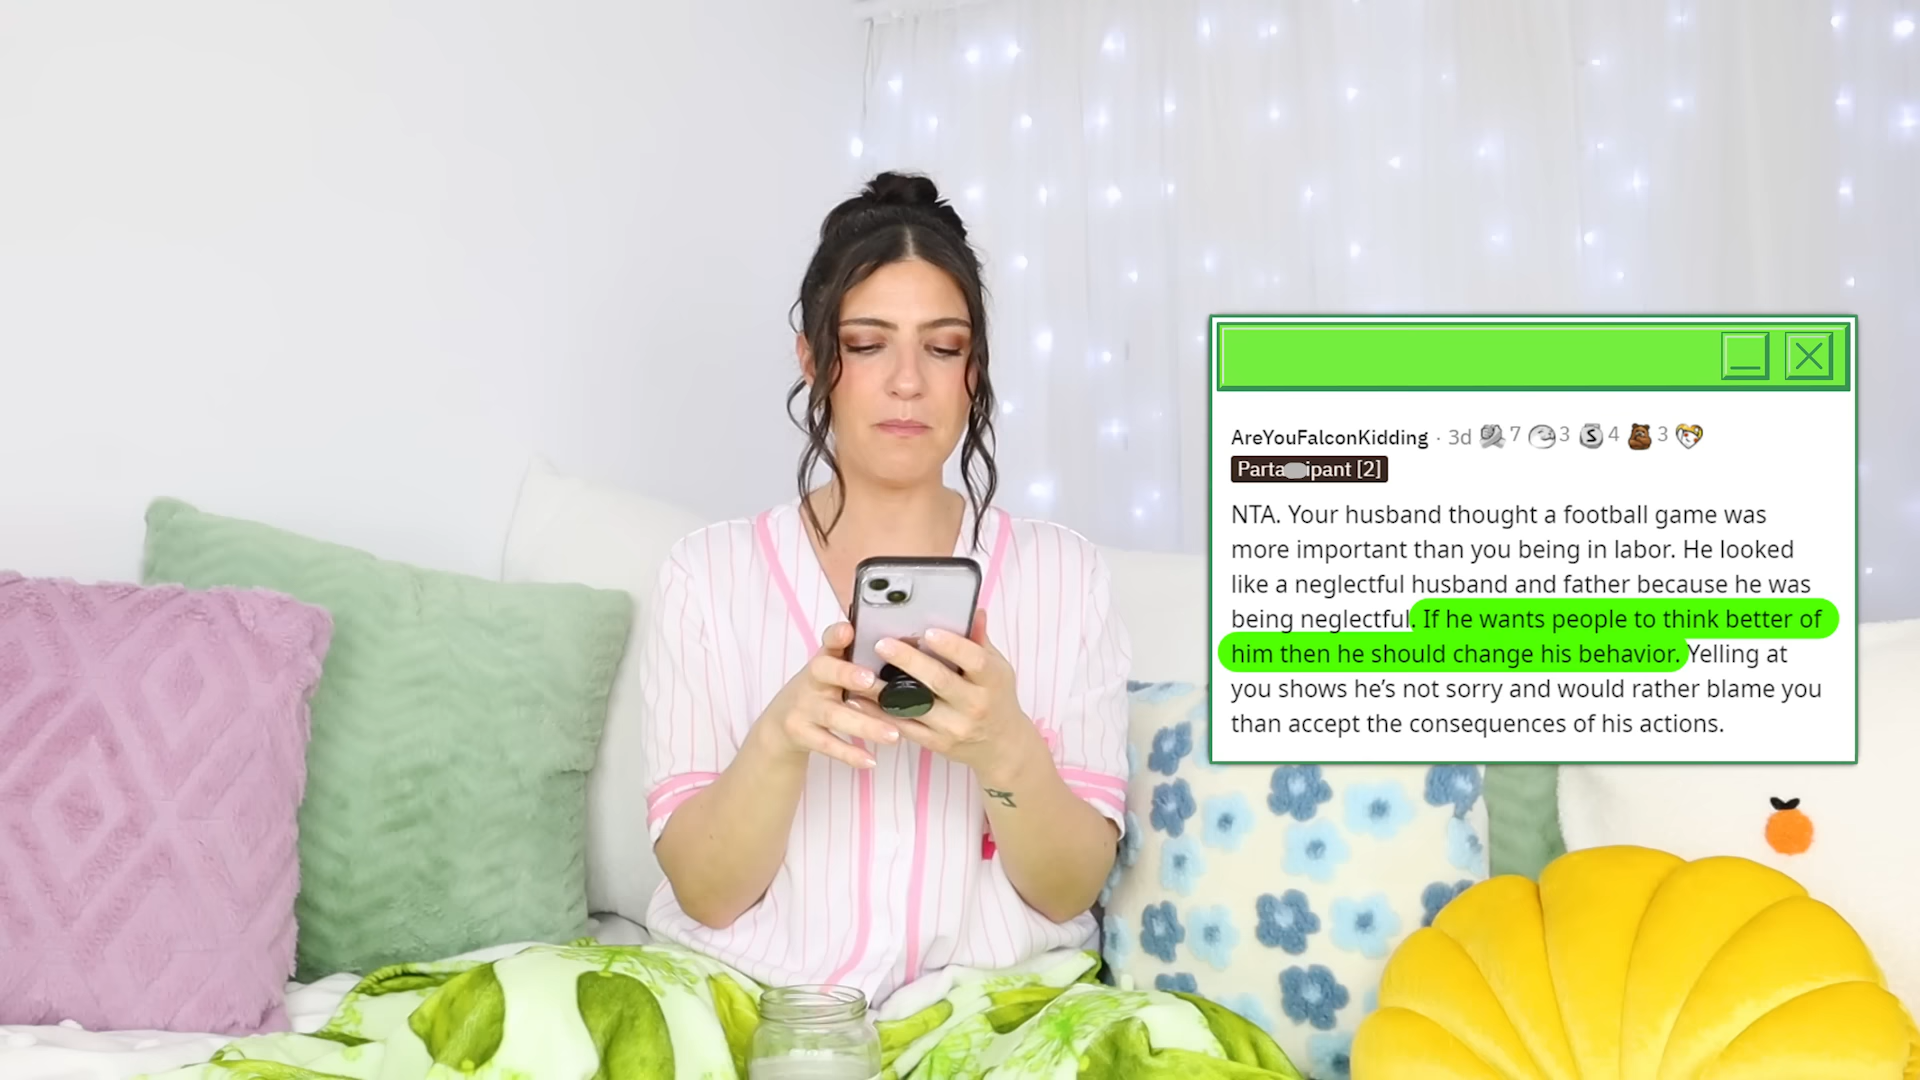 AreYouFalconKidding · 3d 7 3 S 4 3
Parta ipant [2]
NTA. Your husband thought a football game was
more important than you being in labor. He looked
like a neglectful husband and father because he was
being neglectful. If he wants people to think better of
him then he should change his behavior. Yelling at
you shows he’s not sorry and would rather blame you
than accept the consequences of his actions.